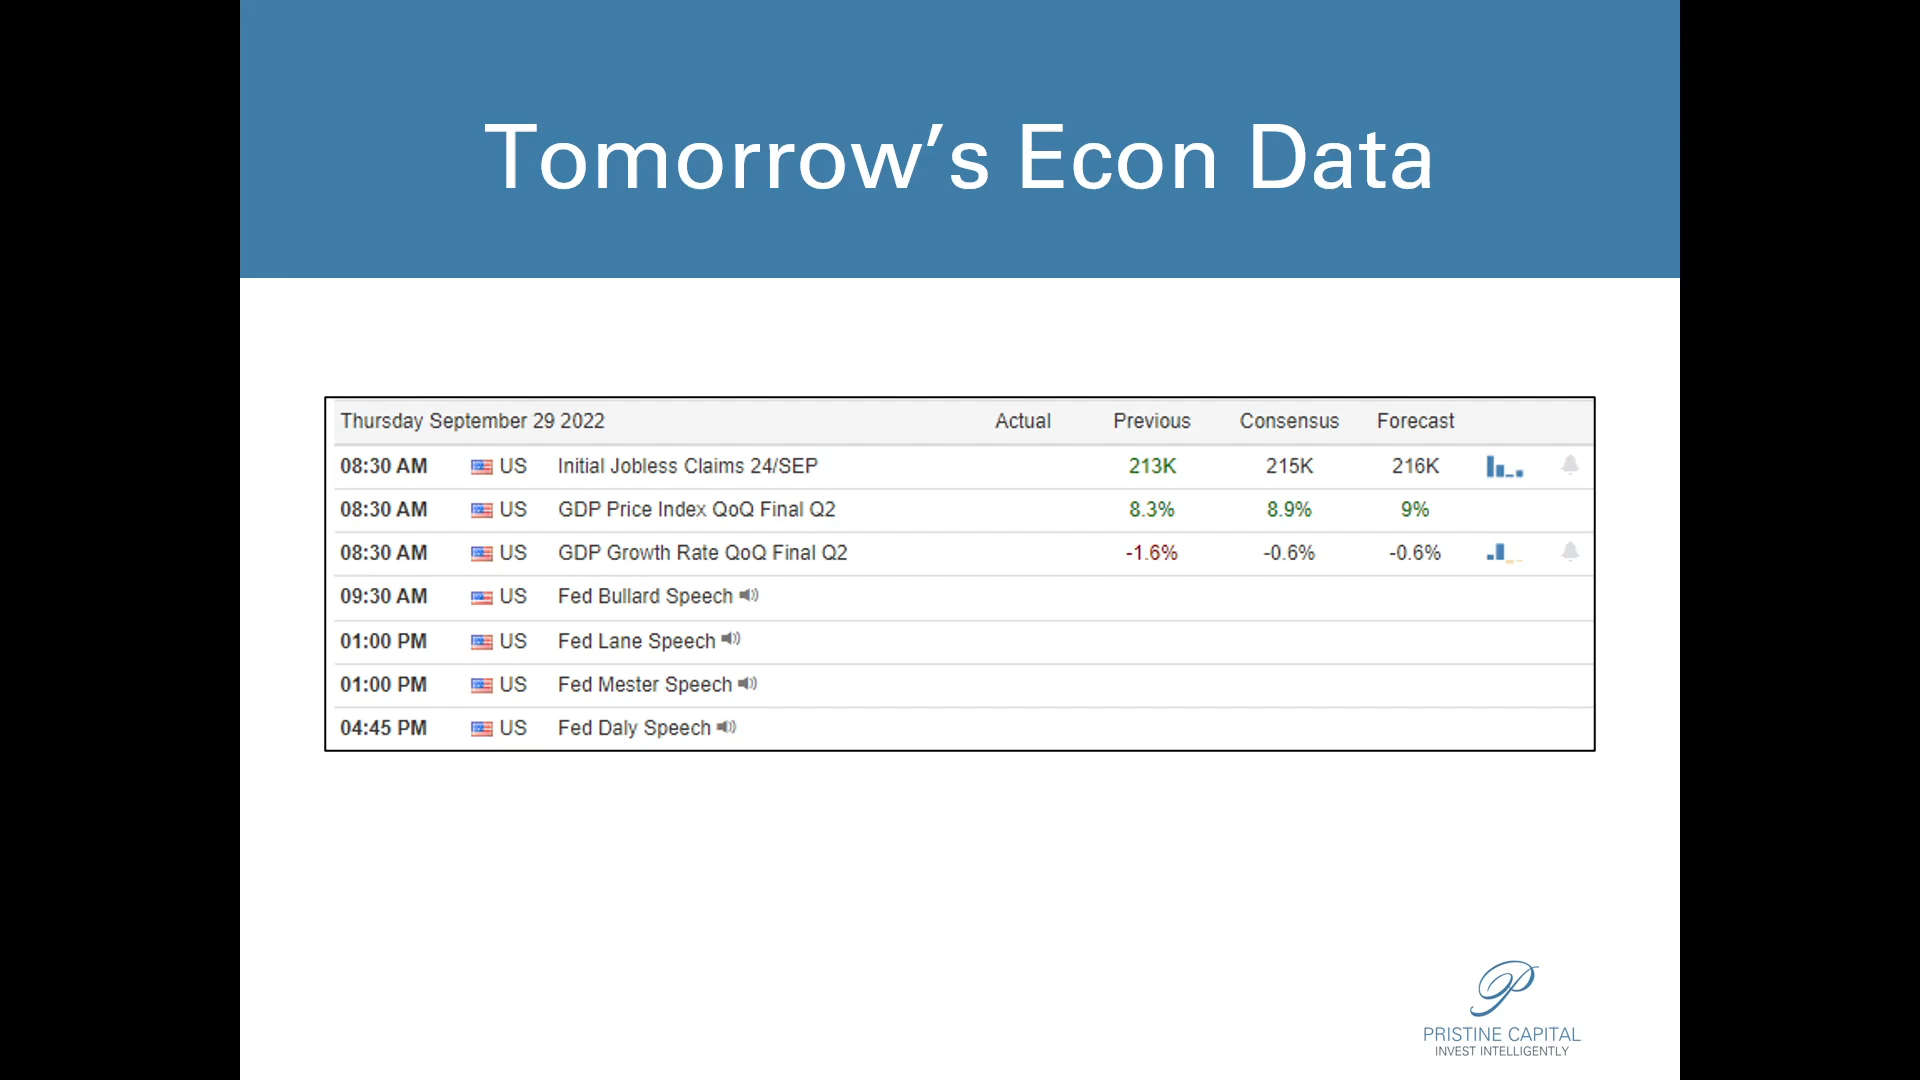 Tomorrow’s Econ Data
Thursday September 29 2022 Actual Previous Consensus Forecast
08:30 AM US Initial Jobless Claims 24/SEP 213K 215K 216K
08:30 AM US GDP Price Index QoQ Final Q2 8.3% 8.9% 9%
08:30 AM US GDP Growth Rate QoQ Final Q2 -1.6% -0.6% -0.6%
09:30 AM US Fed Bullard Speech
01:00 PM US Fed Lane Speech
01:00 PM US Fed Mester Speech
04:45 PM US Fed Daly Speech
P
PRISTINE CAPITAL
INVEST INTELLIGENTLY